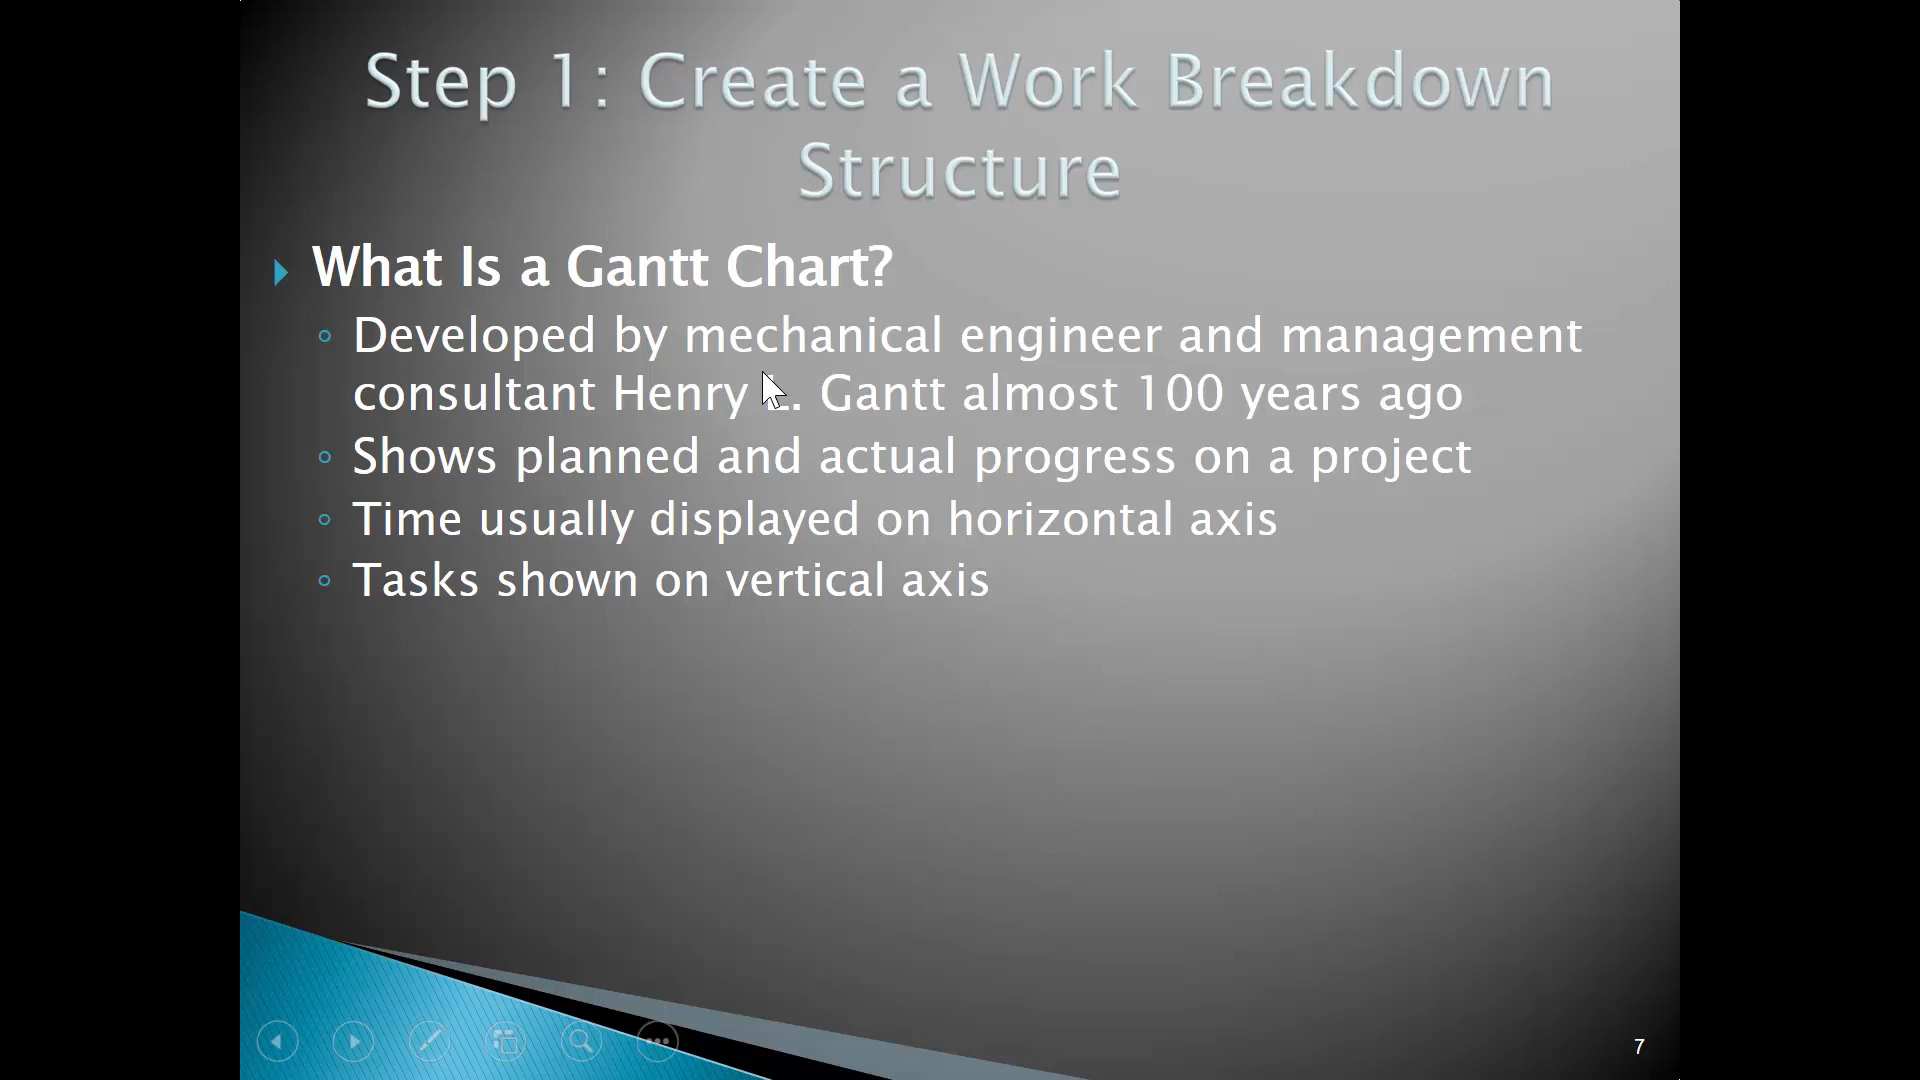 Step 1: Create a Work Breakdown
Structure
What Is a Gantt Chart?
Developed by mechanical engineer and management
consultant Henry L. Gantt almost 100 years ago
Shows planned and actual progress on a project
Time usually displayed on horizontal axis
Tasks shown on vertical axis
7